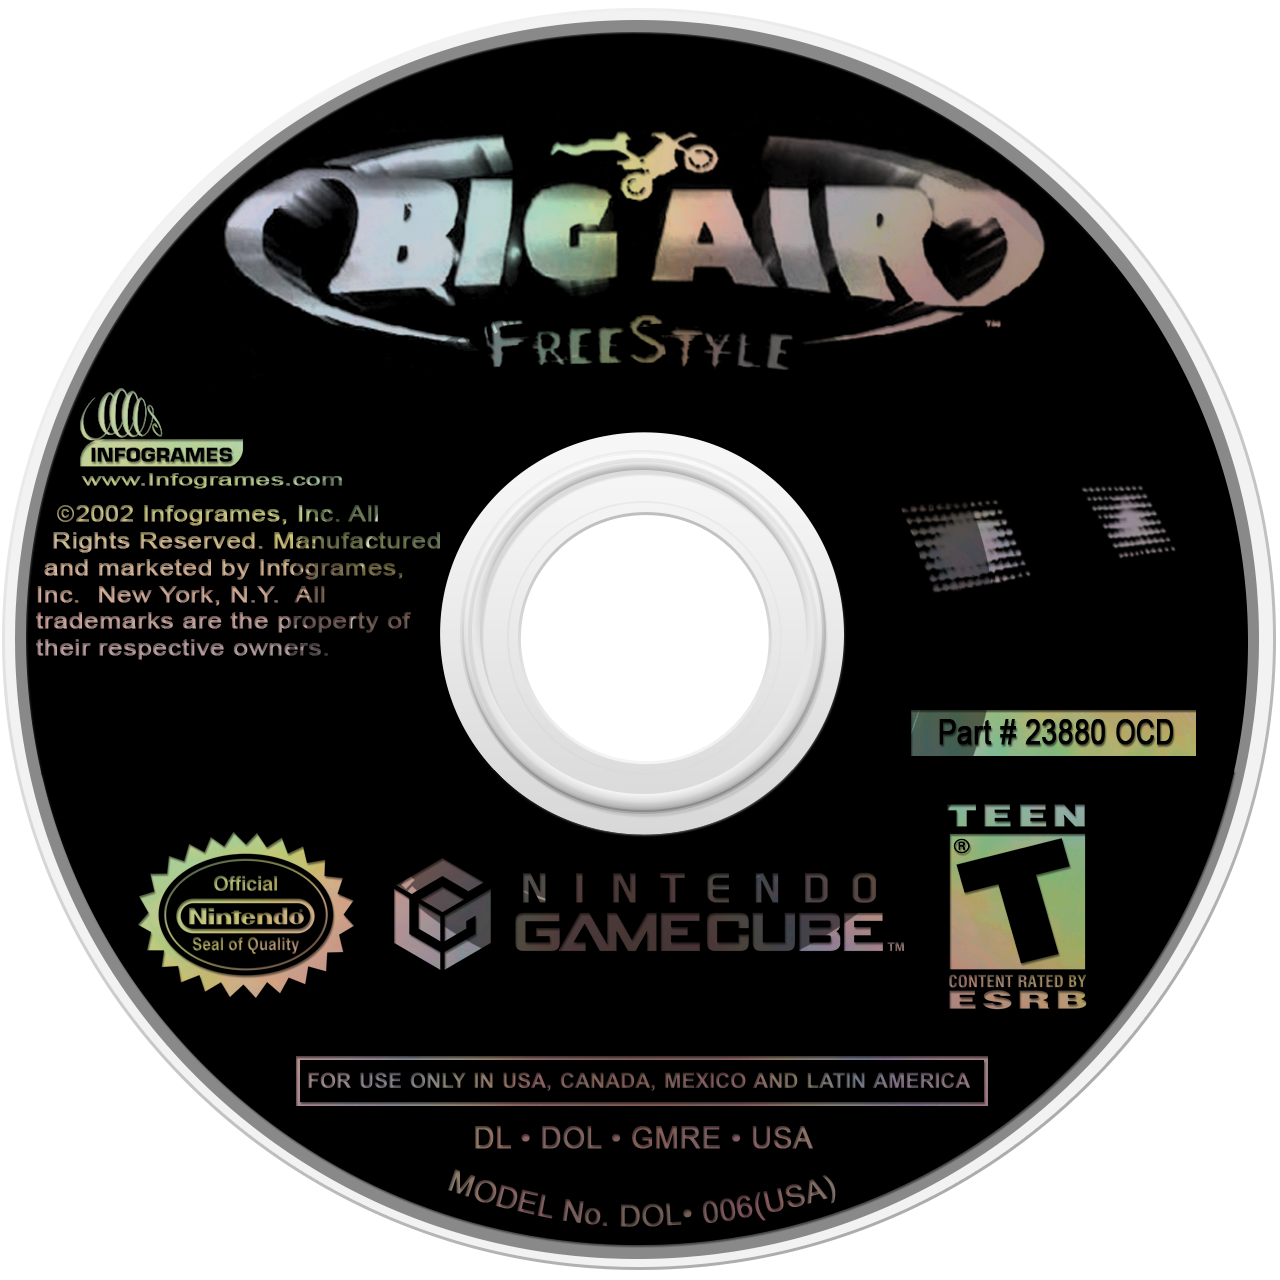 BIG AIR
FREESTYLE ™
INFOGRAMES
www.Infogrames.com
©2002 Infogrames, Inc. All
Rights Reserved. Manufactured
and marketed by Infogrames,
Inc. New York, N.Y. All
trademarks are the property of
their respective owners.
Part # 23880 OCD
TEEN
®
T
CONTENT RATED BY
ESRB
Official
Nintendo®
Seal of Quality
NINTENDO
GAMECUBE™
FOR USE ONLY IN USA, CANADA, MEXICO AND LATIN AMERICA
DL • DOL • GMRE • USA
MODEL No. DOL• 006(USA)